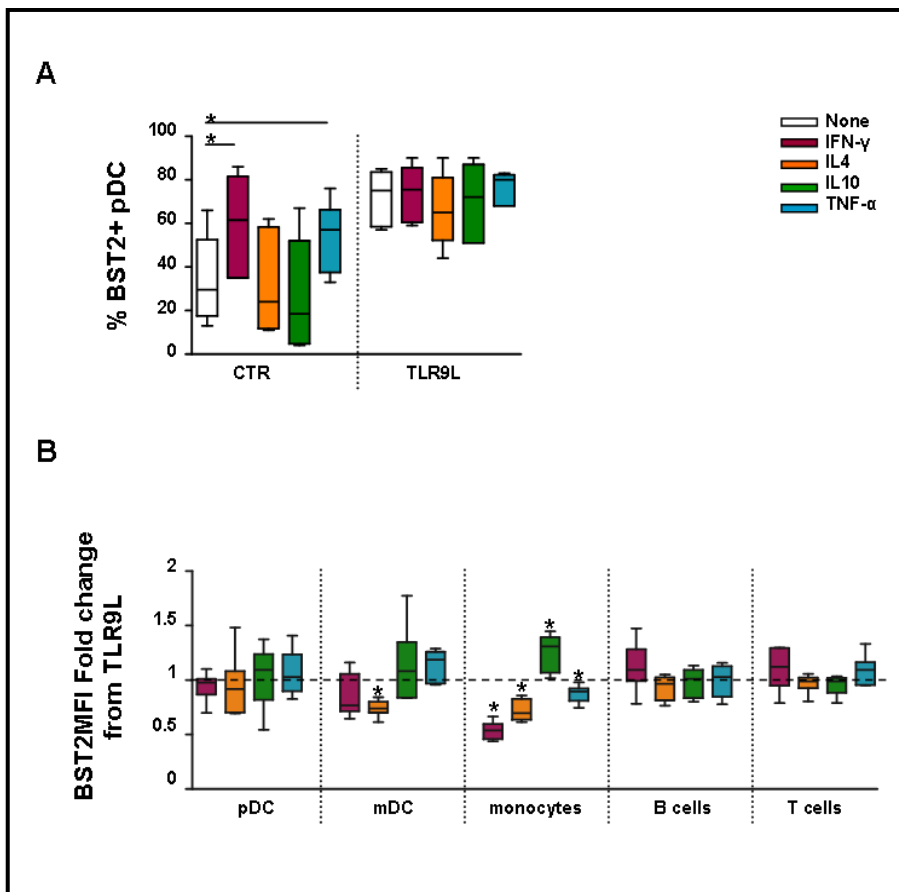 A
*
*
% BST2+ pDC
100
80
60
40
20
0
CTR
TLR9L
None
IFN-γ
IL4
IL10
TNF-α
B
BST2MFI Fold change
from TLR9L
2
1.5
1
0.5
0
*
*
*
*
*
pDC
mDC
monocytes
B cells
T cells